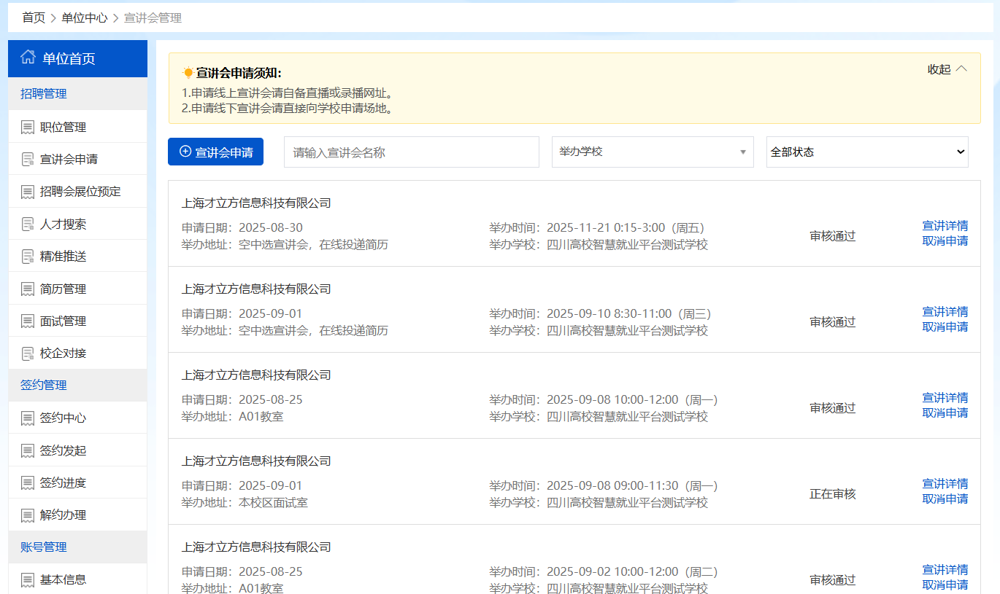 首页 > 单位中心 > 宣讲会管理
单位首页
招聘管理
职位管理
宣讲会申请
招聘会展位预定
人才搜索
精准推送
简历管理
面试管理
校企对接
签约管理
签约中心
签约发起
签约进度
解约办理
账号管理
基本信息
宣讲会申请须知：
收起
1.申请线上宣讲会请自备直播或录播网址。
2.申请线下宣讲会请直接向学校申请场地。
宣讲会申请
请输入宣讲会名称
举办学校
全部状态
上海才立方信息科技有限公司
申请日期：2025-08-30
举办时间：2025-11-21 0:15-3:00（周五）
举办地址：空中选宣讲会，在线投递简历
举办学校：四川高校智慧就业平台测试学校
审核通过
宣讲详情
取消申请
上海才立方信息科技有限公司
申请日期：2025-09-01
举办时间：2025-09-10 8:30-11:00（周三）
举办地址：空中选宣讲会，在线投递简历
举办学校：四川高校智慧就业平台测试学校
审核通过
宣讲详情
取消申请
上海才立方信息科技有限公司
申请日期：2025-08-25
举办时间：2025-09-08 10:00-12:00（周一）
举办地址：A01教室
举办学校：四川高校智慧就业平台测试学校
审核通过
宣讲详情
取消申请
上海才立方信息科技有限公司
申请日期：2025-09-01
举办时间：2025-09-08 09:00-11:30（周一）
举办地址：本校区面试室
举办学校：四川高校智慧就业平台测试学校
正在审核
宣讲详情
取消申请
上海才立方信息科技有限公司
申请日期：2025-08-25
举办时间：2025-09-02 10:00-12:00（周二）
举办地址：A01教室
举办学校：四川高校智慧就业平台测试学校
审核通过
宣讲详情
取消申请